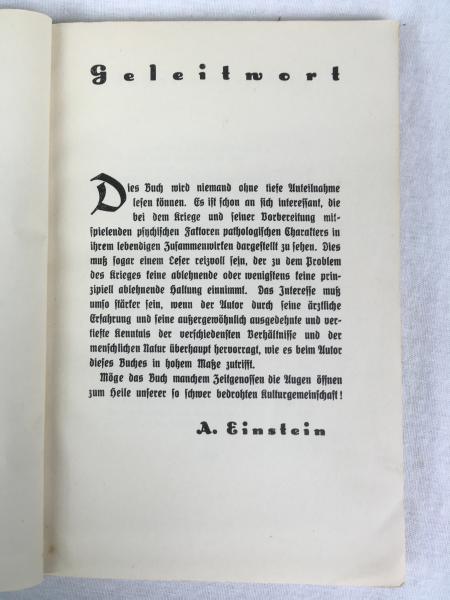 Geleitwort
Dies Buch wird niemand ohne tiefe Anteilnahme
lesen können. Es ist schon an sich interessant, die
bei dem Kriege und seiner Vorbereitung mit-
spielenden psychischen Faktoren pathologischen Charakters in
ihrem lebendigen Zusammenwirken dargestellt zu sehen. Dies
muß sogar einem Leser reizvoll sein, der zu dem Problem
des Krieges keine ablehnende oder wenigstens keine prin-
zipiell ablehnende Haltung einnimmt. Das Interesse muß
umso stärker sein, wenn der Autor durch seine ärztliche
Erfahrung und seine außergewöhnlich ausgedehnte und ver-
tiefte Kenntnis der verschiedensten Verhältnisse und der
menschlichen Natur überhaupt hervorragt, wie es beim Autor
dieses Buches in hohem Maße zutrifft.
Möge das Buch manchem Zeitgenossen die Augen öffnen
zum Heile unserer so schwer bedrohten Kulturgemeinschaft!
A. Einstein